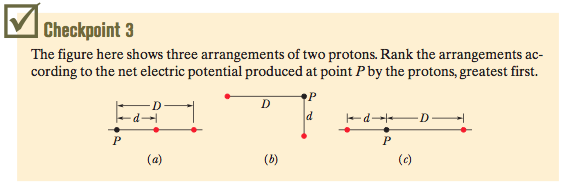 Checkpoint 3
The figure here shows three arrangements of two protons. Rank the arrangements ac-
cording to the net electric potential produced at point P by the protons, greatest first.
D
d
P
(a)
D
P
d
(b)
d
D
P
(c)